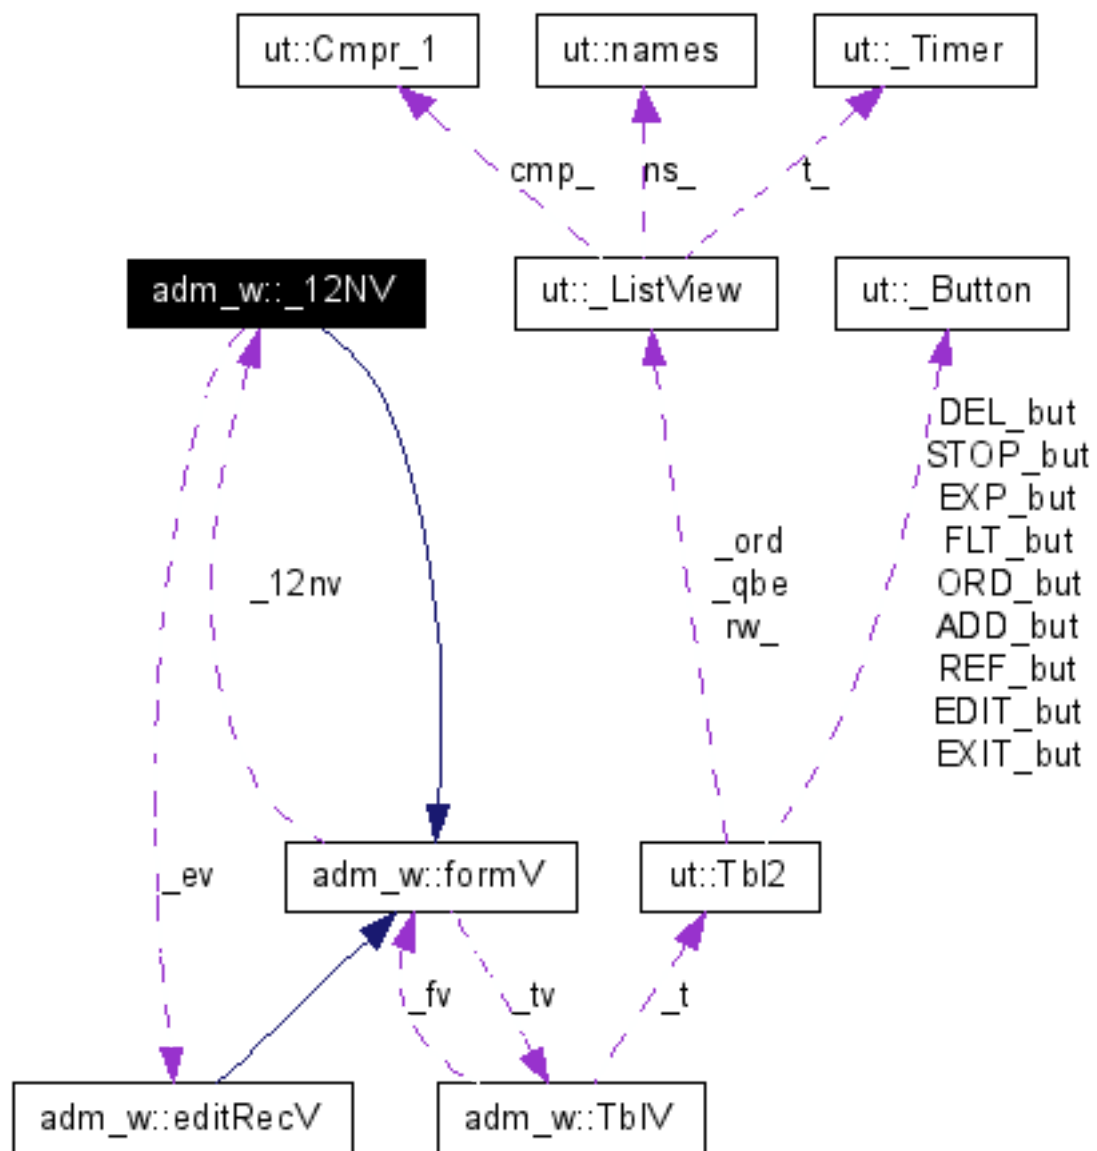 ut::Cmpr_1
ut::names
ut::_Timer
cmp_
ns_
t_
adm_w::_12NV
ut::_ListView
ut::_Button
DEL_but
STOP_but
EXP_but
FLT_but
ORD_but
ADD_but
REF_but
EDIT_but
EXIT_but
_ord
_qbe
rw_
_12nv
adm_w::formV
ut::Tbl2
_ev
_fv
_tv
_t
adm_w::editRecV
adm_w::TblV